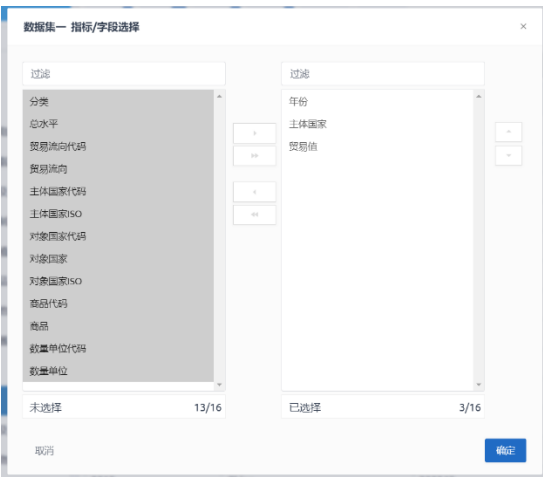 数据集一 指标/字段选择
×
过滤
分类
总水平
贸易流向代码
贸易流向
主体国家代码
主体国家ISO
对象国家代码
对象国家
对象国家ISO
商品代码
商品
数量单位代码
数量单位
未选择 13/16
过滤
年份
主体国家
贸易值
已选择 3/16
取消
确定